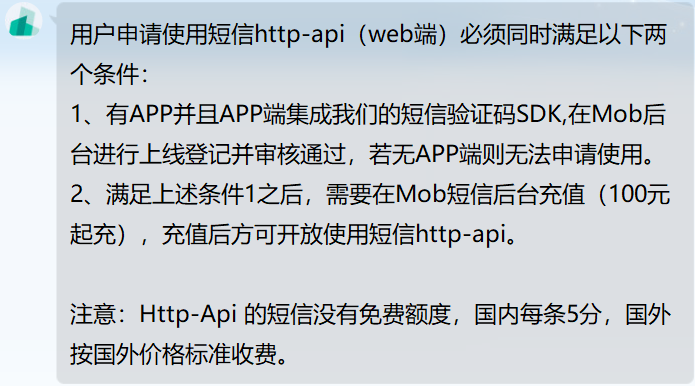 用户申请使用短信http-api（web端）必须同时满足以下两
个条件：
1、有APP并且APP端集成我们的短信验证码SDK,在Mob后
台进行上线登记并审核通过，若无APP端则无法申请使用。
2、满足上述条件1之后，需要在Mob短信后台充值（100元
起充），充值后方可开放使用短信http-api。
注意：Http-Api 的短信没有免费额度，国内每条5分，国外
按国外价格标准收费。